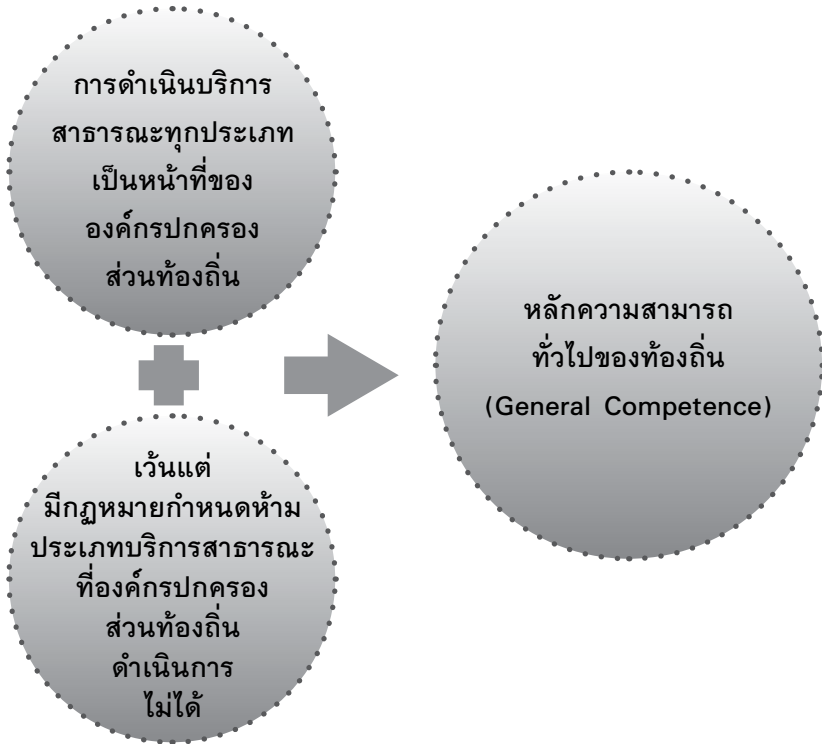 การดำเนินบริการ
สาธารณะทุกประเภท
เป็นหน้าที่ของ
องค์กรปกครอง
ส่วนท้องถิ่น
เว้นแต่
มีกฎหมายกำหนดห้าม
ประเภทบริการสาธารณะ
ที่องค์กรปกครอง
ส่วนท้องถิ่น
ดำเนินการ
ไม่ได้
หลักความสามารถ
ทั่วไปของท้องถิ่น
(General Competence)